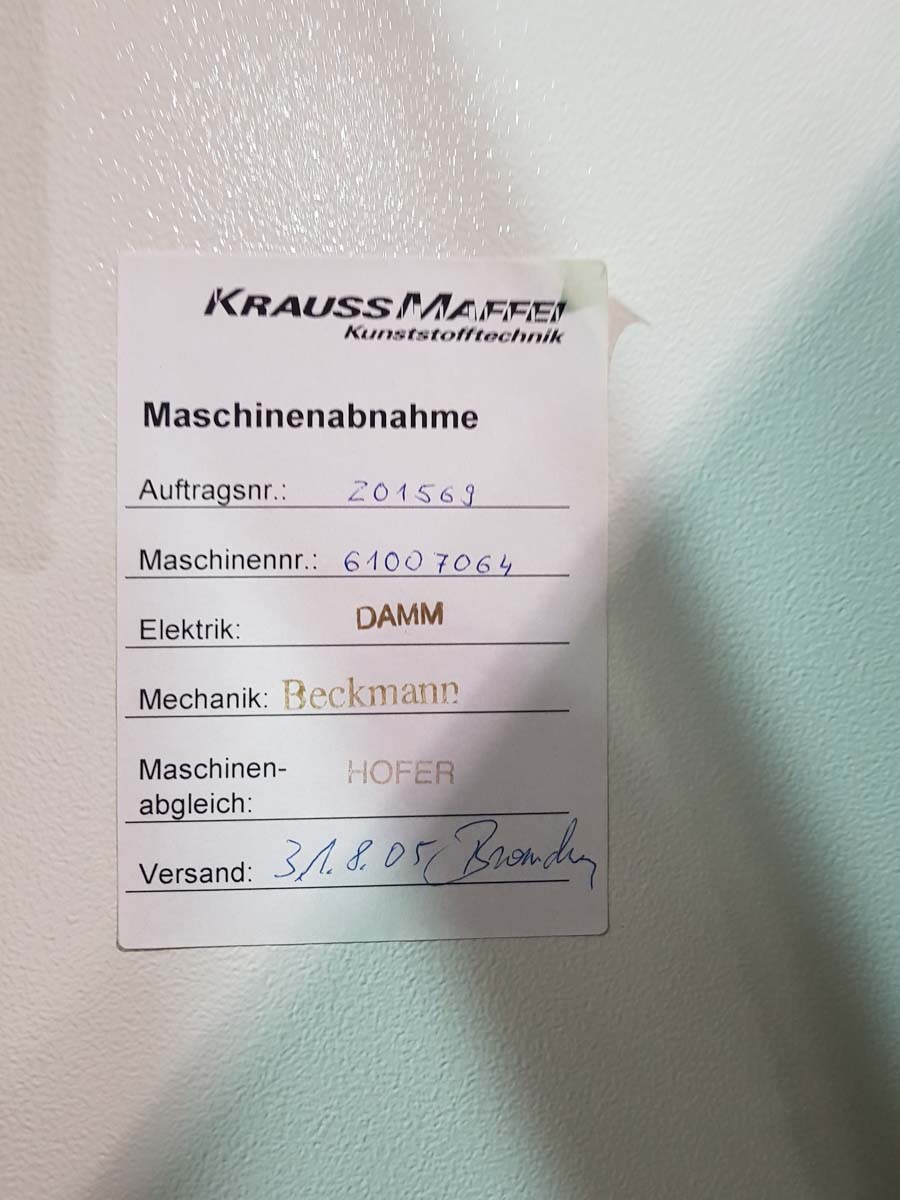 KRAUSS MAFFEI
Kunststofftechnik
Maschinenabnahme
Auftragsnr.: 201569
Maschinennr.: 61007064
Elektrik: DAMM
Mechanik: Beckmann
Maschinen- HOFER
abgleich:
Versand: 31.8.05